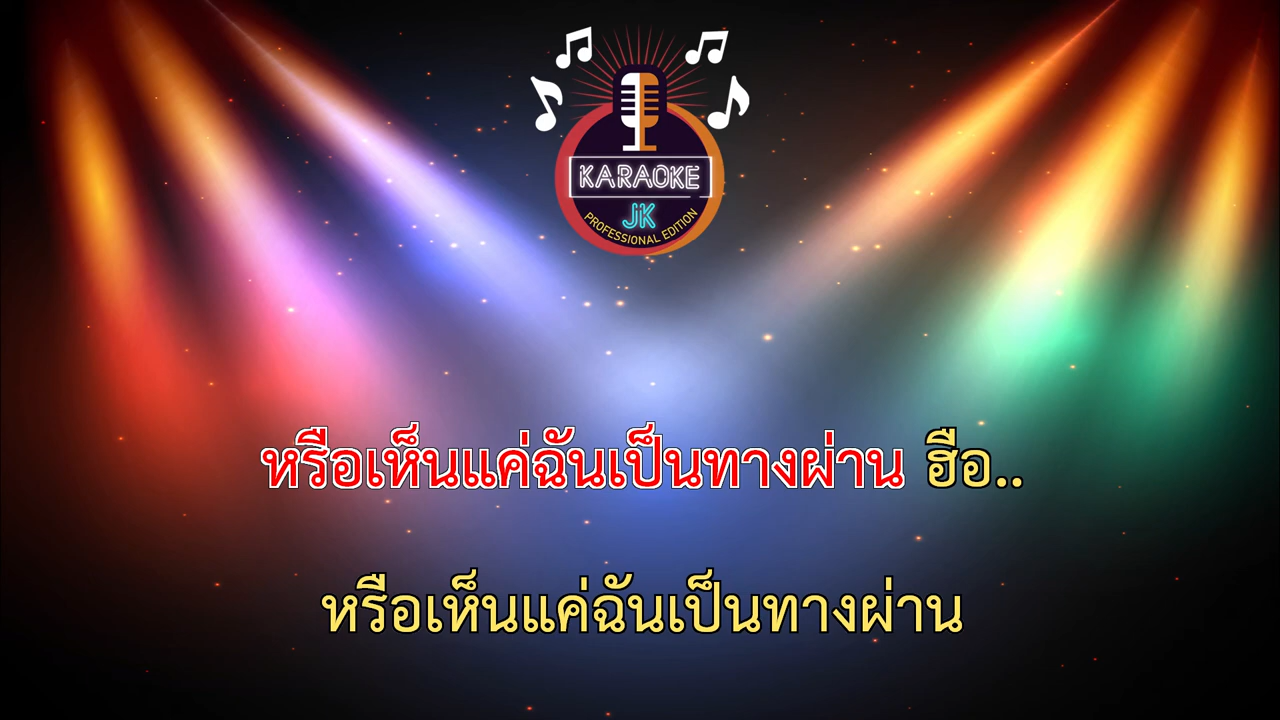 KARAOKE
JK
PROFESSIONAL EDITION
หรือเห็นแค่ฉันเป็นทางผ่าน ฮือ..
หรือเห็นแค่ฉันเป็นทางผ่าน